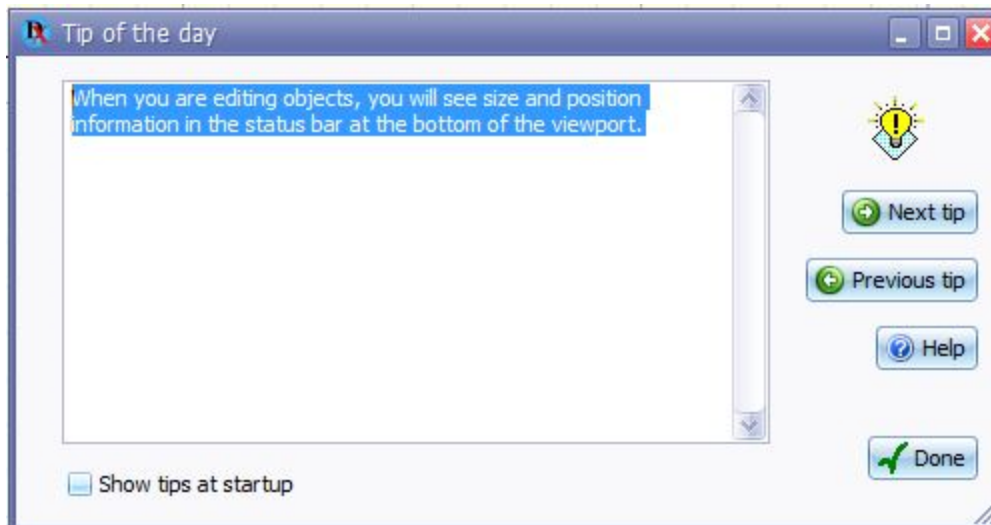 Tip of the day
When you are editing objects, you will see size and position
information in the status bar at the bottom of the viewport.
Next tip
Previous tip
Help
Done
Show tips at startup